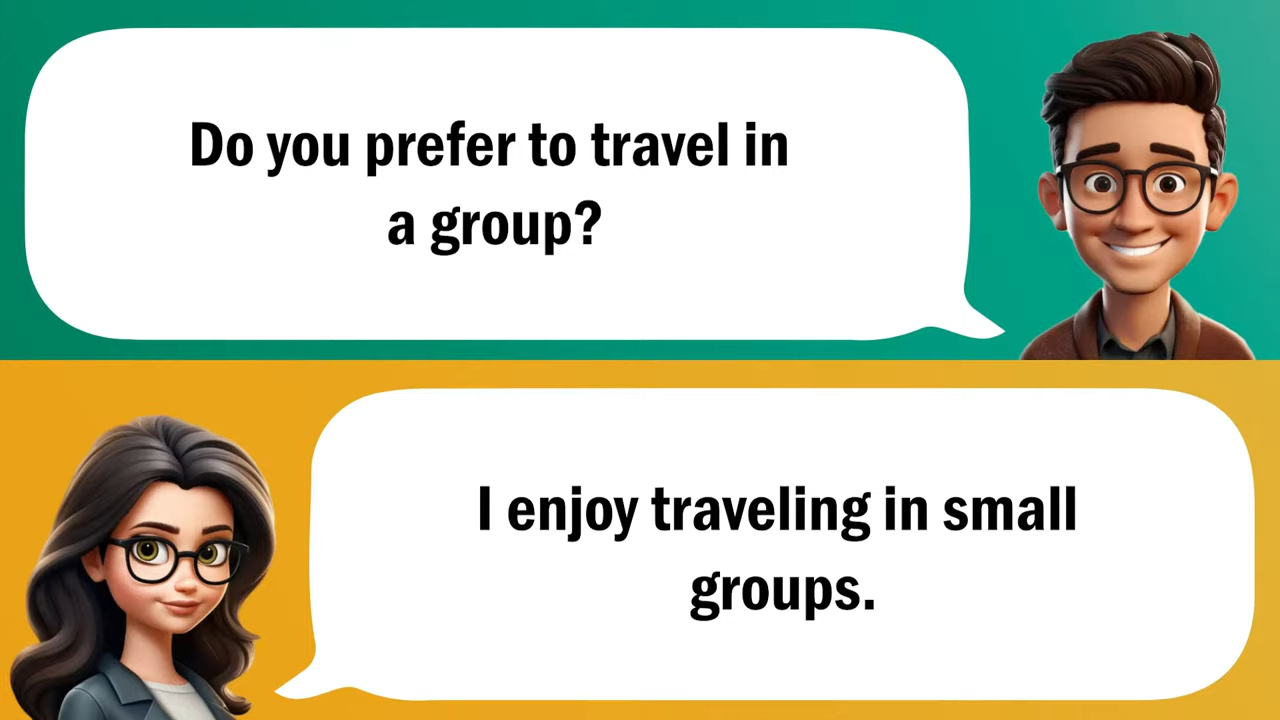 Do you prefer to travel in
a group?
I enjoy traveling in small
groups.